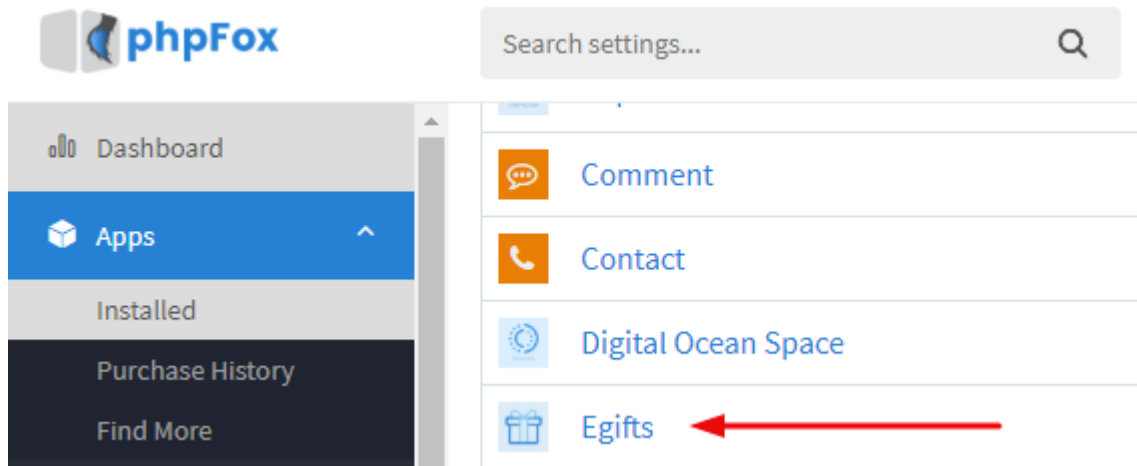 phpFox
Search settings...
Dashboard
Apps
Installed
Purchase History
Find More
Comment
Contact
Digital Ocean Space
Egifts